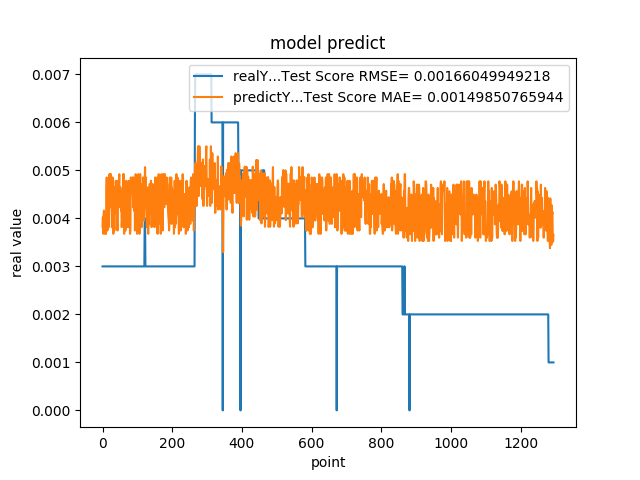 model predict
realY...Test Score RMSE= 0.00166049949218
predictY...Test Score MAE= 0.00149850765944
0.007
0.006
0.005
0.004
0.003
0.002
0.001
0.000
real value
0 200 400 600 800 1000 1200
point